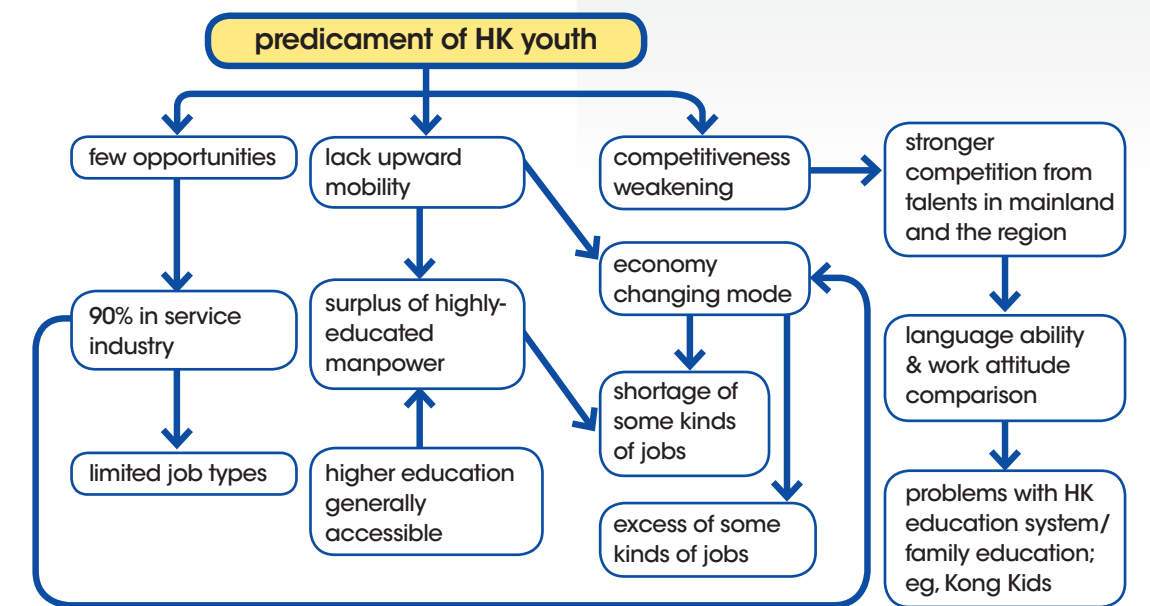 predicament of HK youth
few opportunities
90% in service
industry
limited job types
lack upward
mobility
surplus of highly-
educated
manpower
higher education
generally
accessible
competitiveness
weakening
economy
changing mode
shortage of
some kinds
of jobs
excess of some
kinds of jobs
stronger
competition from
talents in mainland
and the region
language ability
& work attitude
comparison
problems with HK
education system/
family education;
eg, Kong Kids